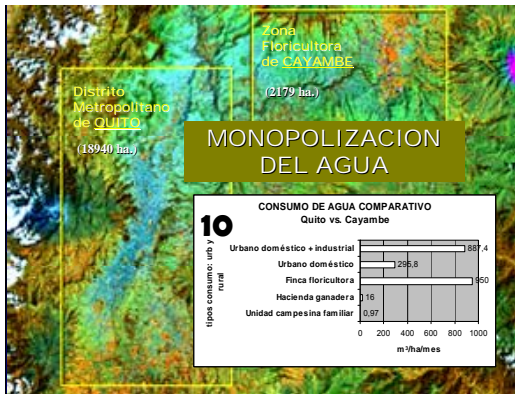 Zona
Floricultora
de CAYAMBE
(2179 ha.)
Distrito
Metropolitano
de QUITO
(18940 ha.)
MONOPOLIZACION
DEL AGUA
10
CONSUMO DE AGUA COMPARATIVO
Quito vs. Cayambe
tipos consumo: urb y
rural
Urbano doméstico + industrial
887,4
Urbano doméstico
295,8
Finca floricultora
950
Hacienda ganadera
16
Unidad campesina familiar
0,97
0 200 400 600 800 1000
m³/ha/mes